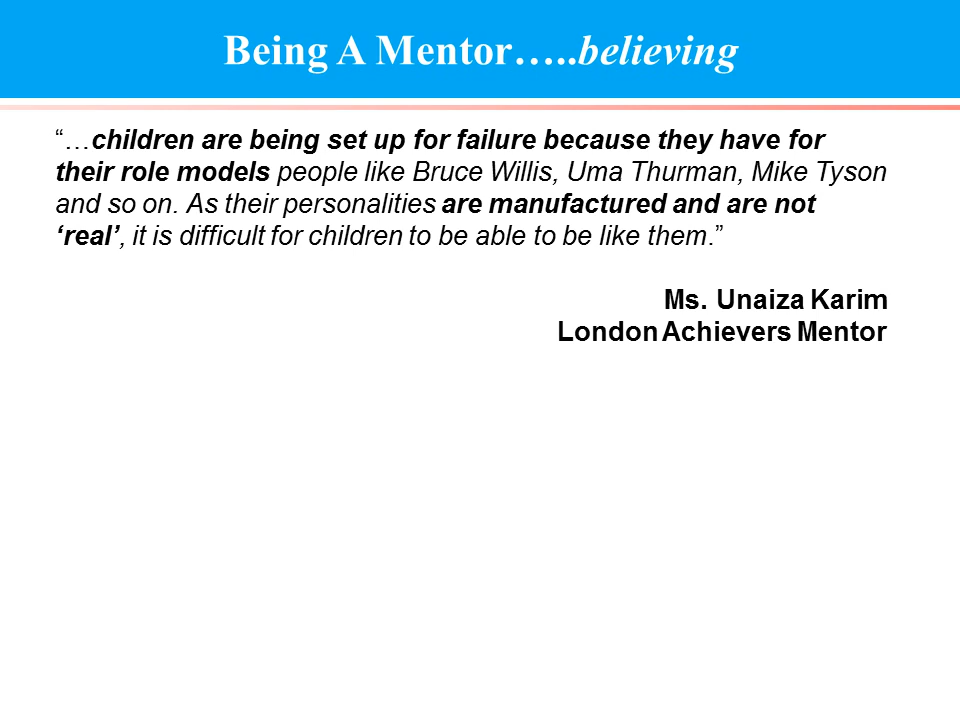 Being A Mentor…..believing
“…children are being set up for failure because they have for
their role models people like Bruce Willis, Uma Thurman, Mike Tyson
and so on. As their personalities are manufactured and are not
‘real’, it is difficult for children to be able to be like them.”
Ms. Unaiza Karim
London Achievers Mentor